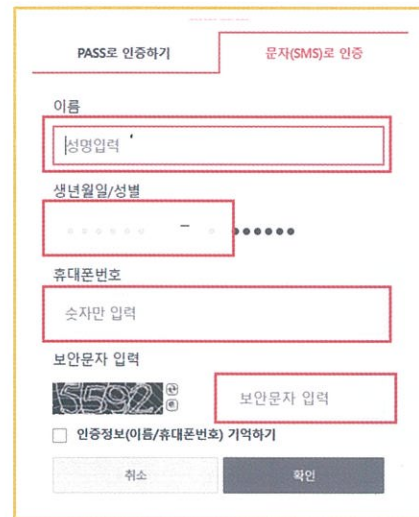 PASS로 인증하기 문자(SMS)로 인증
이름
성명입력
생년월일/성별
–
휴대폰번호
숫자만 입력
보안문자 입력
5592 보안문자 입력
인증정보(이름/휴대폰번호) 기억하기
취소 확인